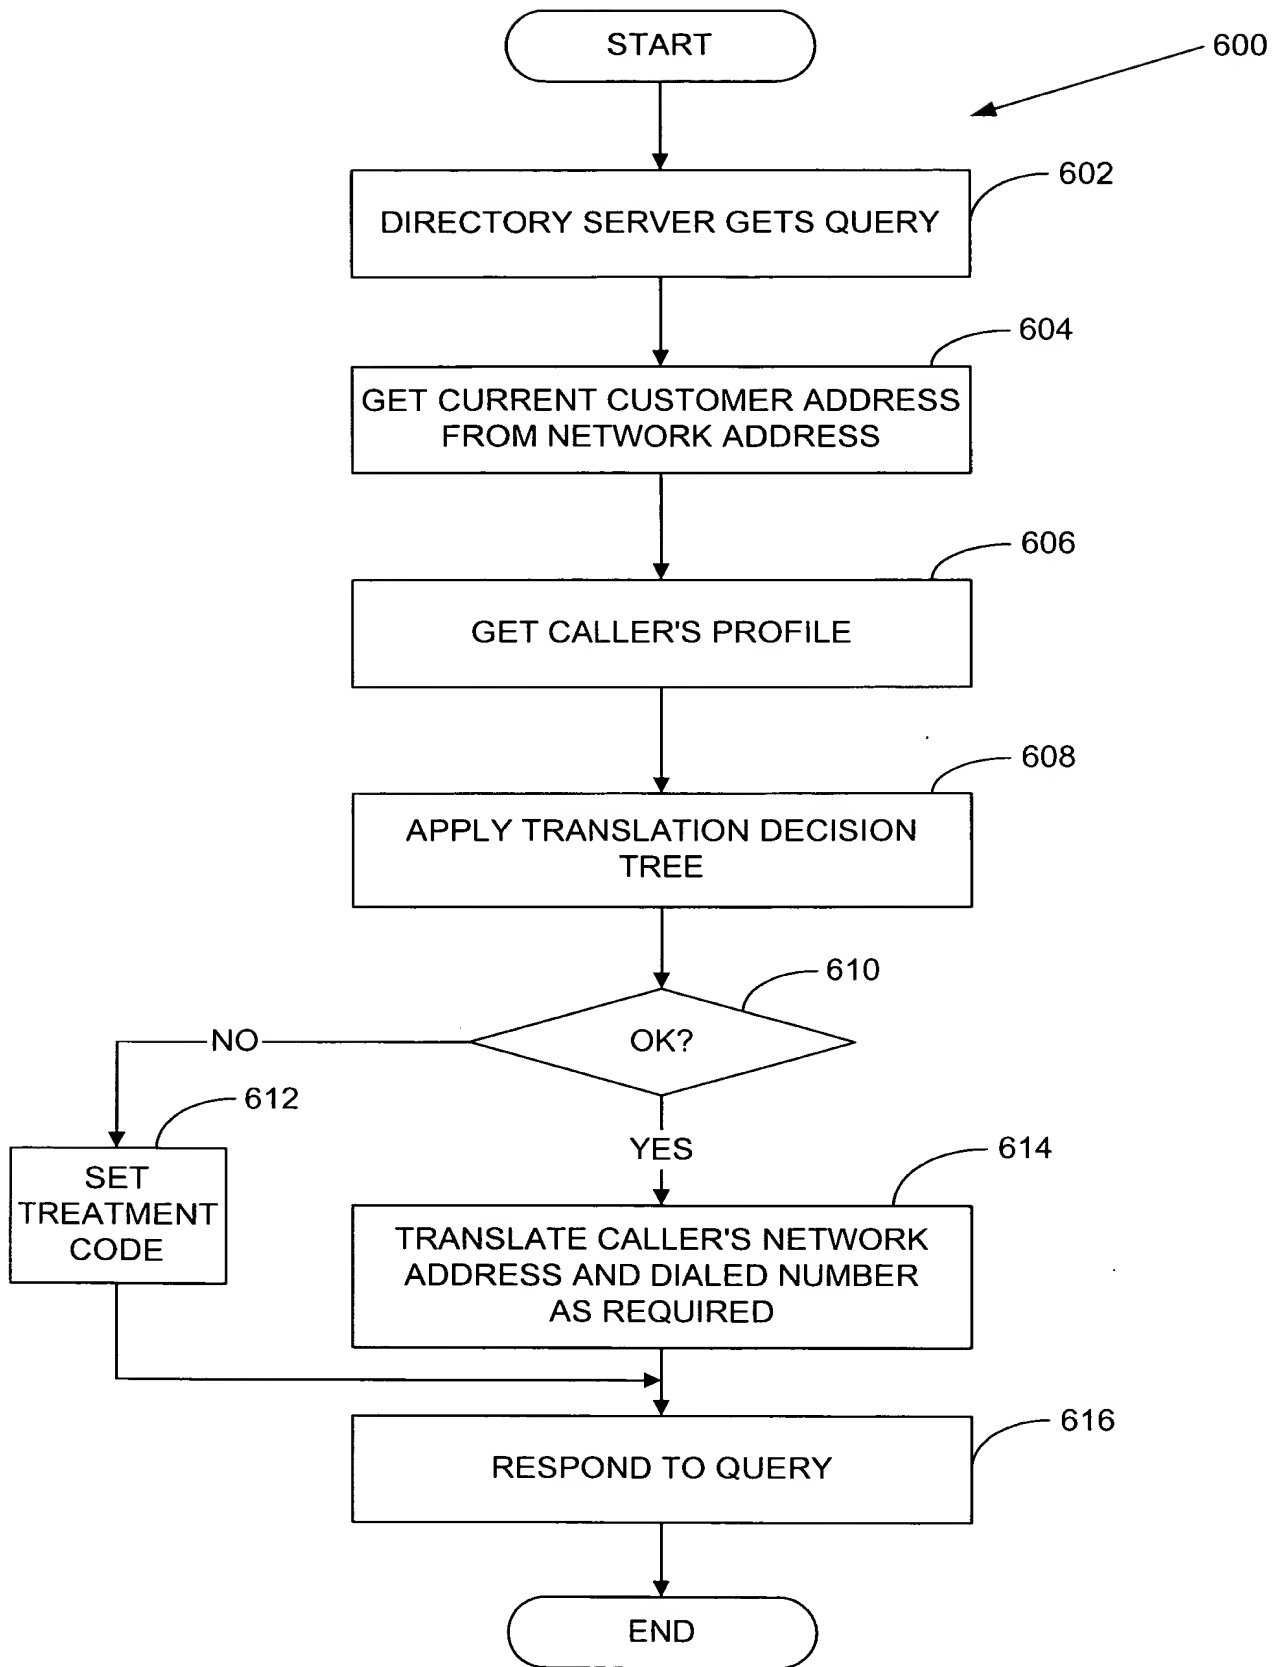 START
600
602
DIRECTORY SERVER GETS QUERY
604
GET CURRENT CUSTOMER ADDRESS
FROM NETWORK ADDRESS
606
GET CALLER'S PROFILE
608
APPLY TRANSLATION DECISION
TREE
610
OK?
NO
612
SET
TREATMENT
CODE
YES
614
TRANSLATE CALLER'S NETWORK
ADDRESS AND DIALED NUMBER
AS REQUIRED
616
RESPOND TO QUERY
END